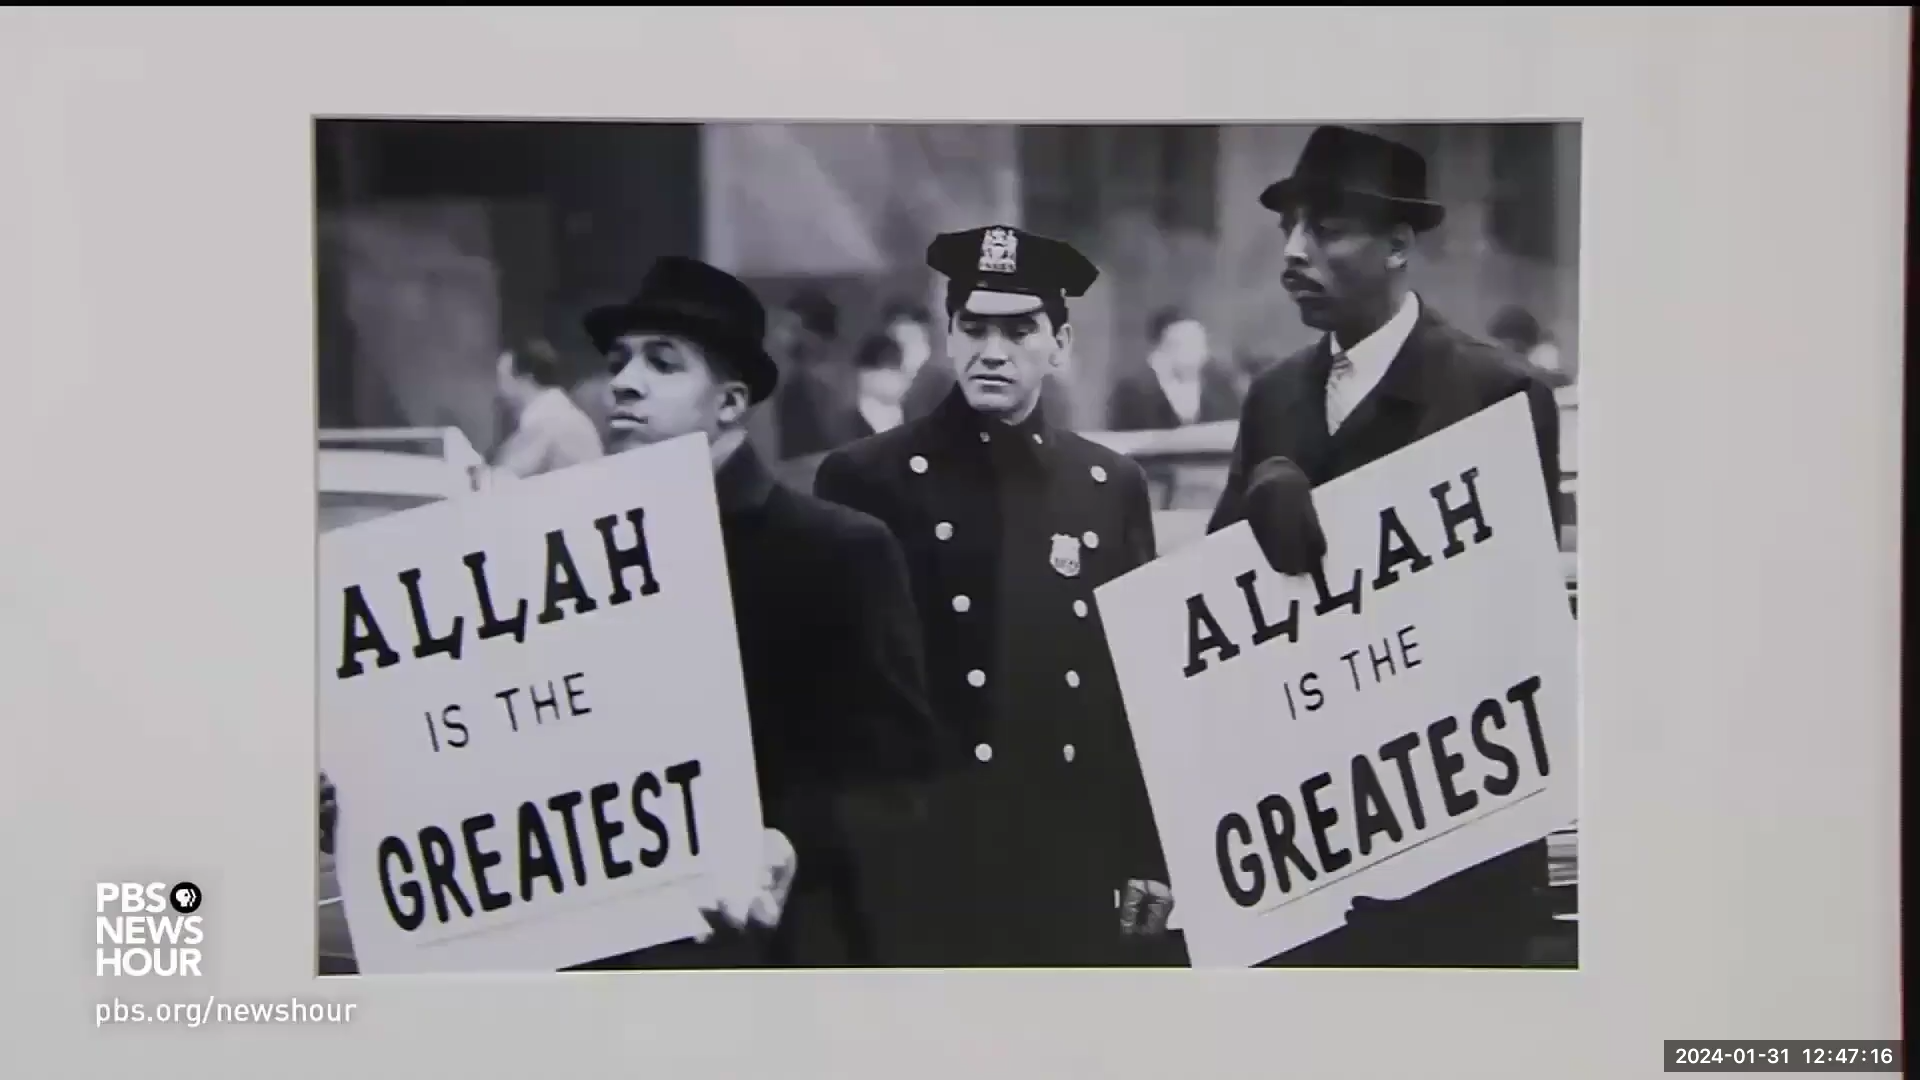 ALLAH
IS THE
GREATEST
ALLAH
IS THE
GREATEST
PBS
NEWS
HOUR
pbs.org/newshour
2024-01-31 12:47:16